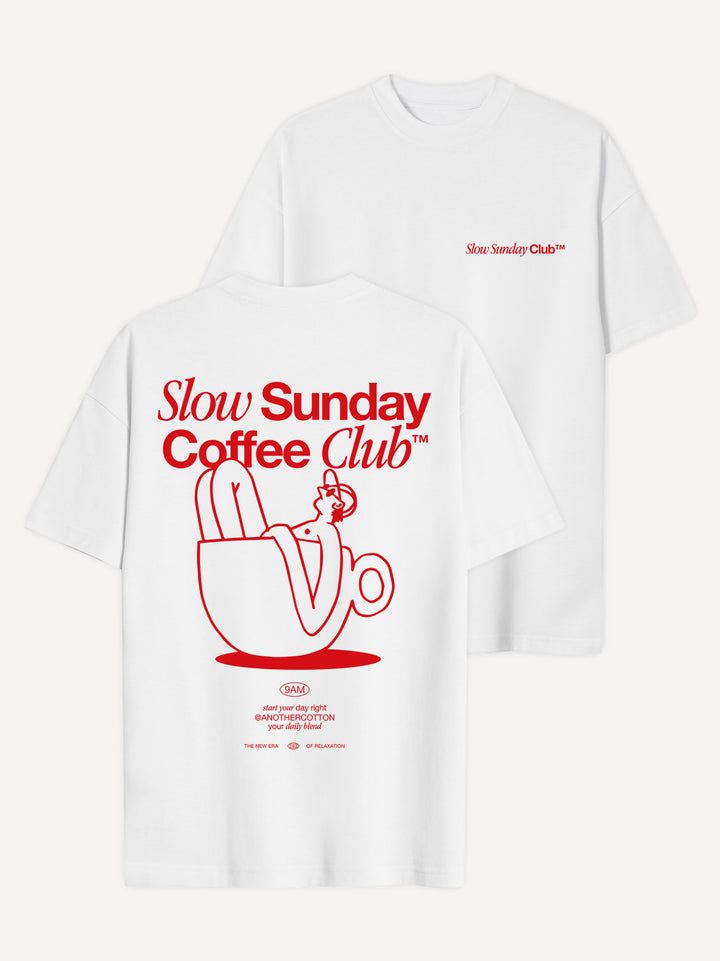 Slow Sunday Club™
Slow Sunday
Coffee Club™
9AM
start your day right
@ANOTHERCOTTON
your daily blend
THE NEW ERA OF RELAXATION